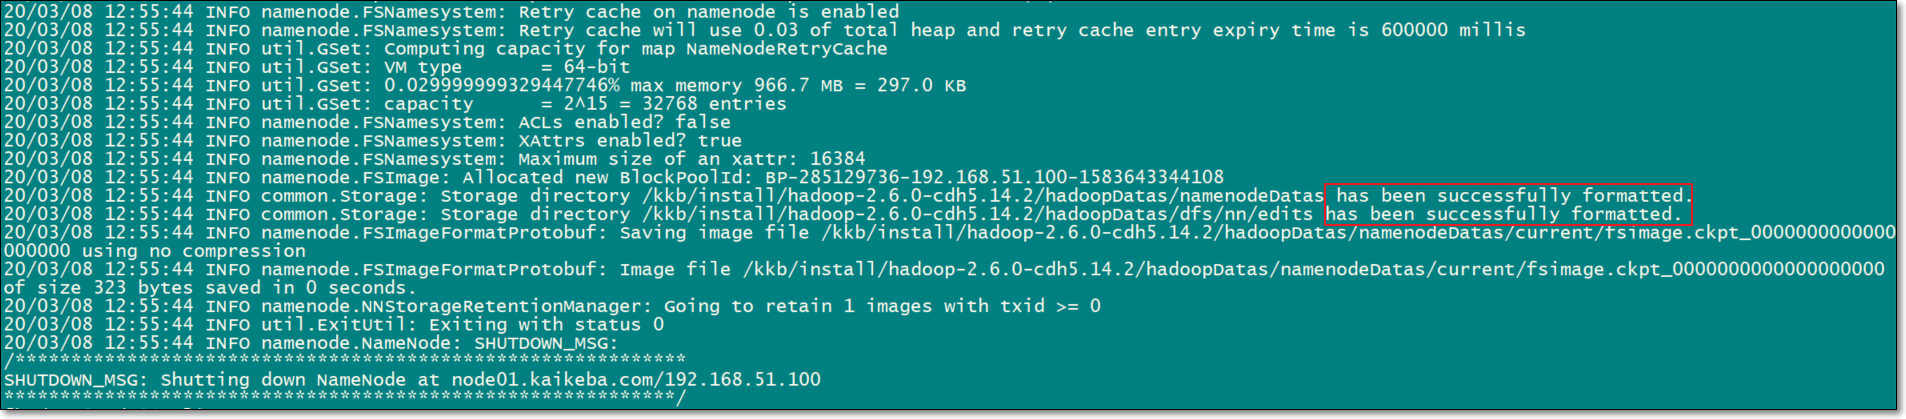 20/03/08 12:55:44 INFO namenode.FSNamesystem: Retry cache on namenode is enabled
20/03/08 12:55:44 INFO namenode.FSNamesystem: Retry cache will use 0.03 of total heap and retry cache entry expiry time is 600000 millis
20/03/08 12:55:44 INFO util.GSet: Computing capacity for map NameNodeRetryCache
20/03/08 12:55:44 INFO util.GSet: VM type       = 64-bit
20/03/08 12:55:44 INFO util.GSet: 0.029999999329447746% max memory 966.7 MB = 297.0 KB
20/03/08 12:55:44 INFO util.GSet: capacity      = 2^15 = 32768 entries
20/03/08 12:55:44 INFO namenode.FSNamesystem: ACLs enabled? false
20/03/08 12:55:44 INFO namenode.FSNamesystem: XAttrs enabled? true
20/03/08 12:55:44 INFO namenode.FSNamesystem: Maximum size of an xattr: 16384
20/03/08 12:55:44 INFO namenode.FSImage: Allocated new BlockPoolId: BP-285129736-192.168.51.100-1583643344108
20/03/08 12:55:44 INFO common.Storage: Storage directory /kkb/install/hadoop-2.6.0-cdh5.14.2/hadoopDatas/namenodeDatas has been successfully formatted.
20/03/08 12:55:44 INFO common.Storage: Storage directory /kkb/install/hadoop-2.6.0-cdh5.14.2/hadoopDatas/dfs/nn/edits has been successfully formatted.
20/03/08 12:55:44 INFO namenode.FSImageFormatProtobuf: Saving image file /kkb/install/hadoop-2.6.0-cdh5.14.2/hadoopDatas/namenodeDatas/current/fsimage.ckpt_0000000000000
000000 using no compression
20/03/08 12:55:44 INFO namenode.FSImageFormatProtobuf: Image file /kkb/install/hadoop-2.6.0-cdh5.14.2/hadoopDatas/namenodeDatas/current/fsimage.ckpt_0000000000000000000
of size 323 bytes saved in 0 seconds.
20/03/08 12:55:44 INFO namenode.NNStorageRetentionManager: Going to retain 1 images with txid >= 0
20/03/08 12:55:44 INFO util.ExitUtil: Exiting with status 0
20/03/08 12:55:44 INFO namenode.NameNode: SHUTDOWN_MSG:
/************************************************************
SHUTDOWN_MSG: Shutting down NameNode at node01.kaikeba.com/192.168.51.100
************************************************************/